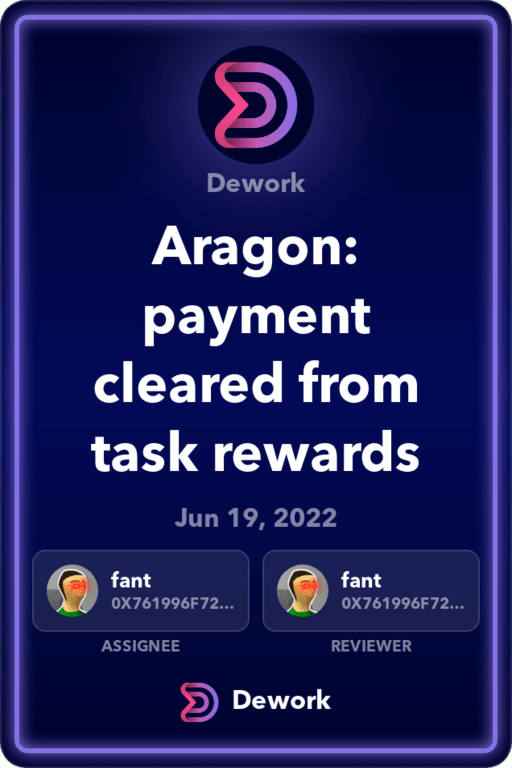 Dework
Aragon:
payment
cleared from
task rewards
Jun 19, 2022
fant
0X761996F72...
ASSIGNEE
fant
0X761996F72...
REVIEWER
Dework